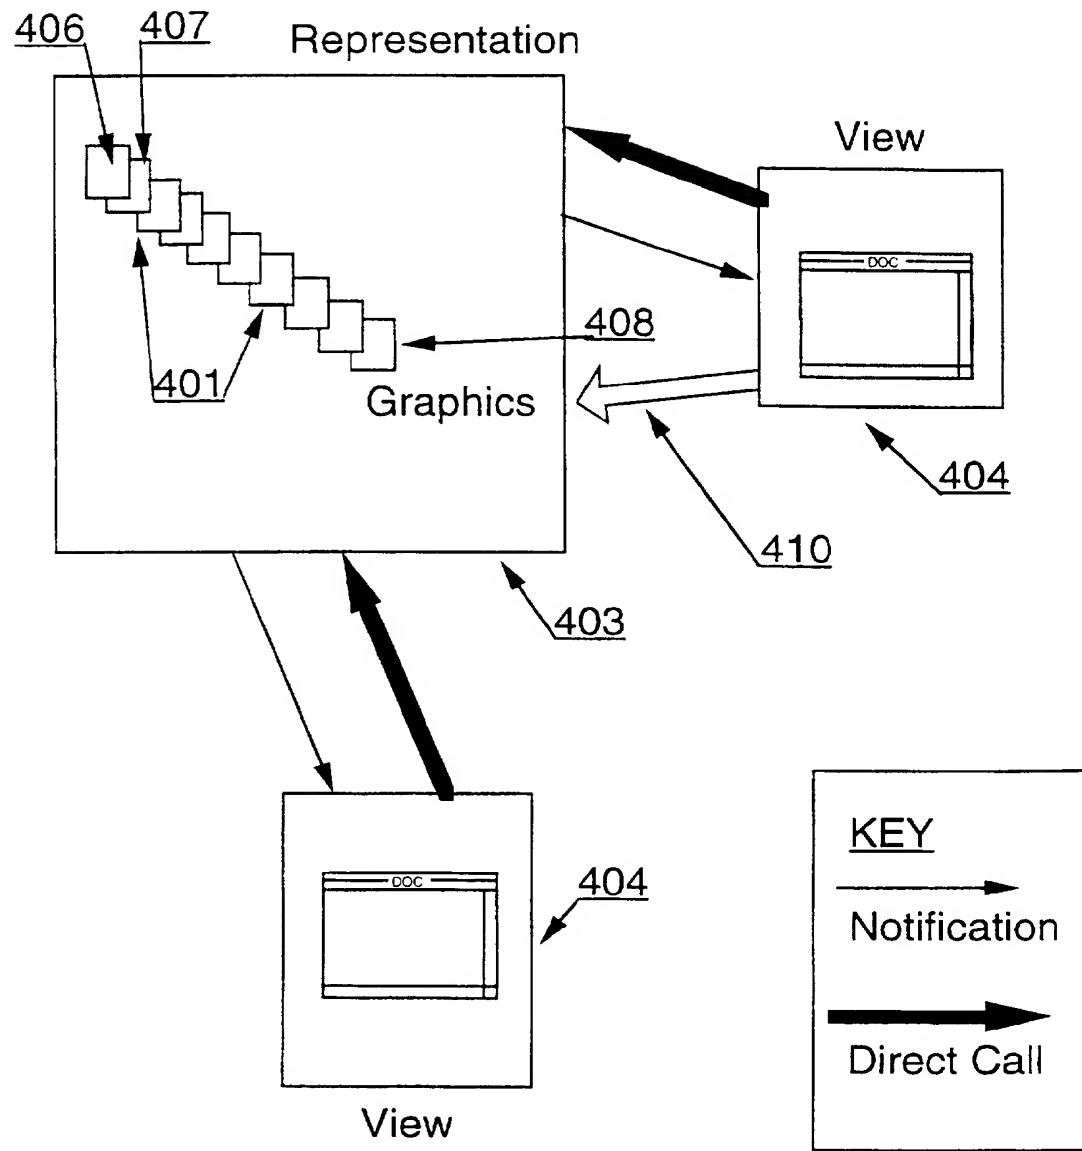 406
407
Representation
View
DOC
408
401
Graphics
404
410
403
DOC
404
View
KEY
Notification
Direct Call